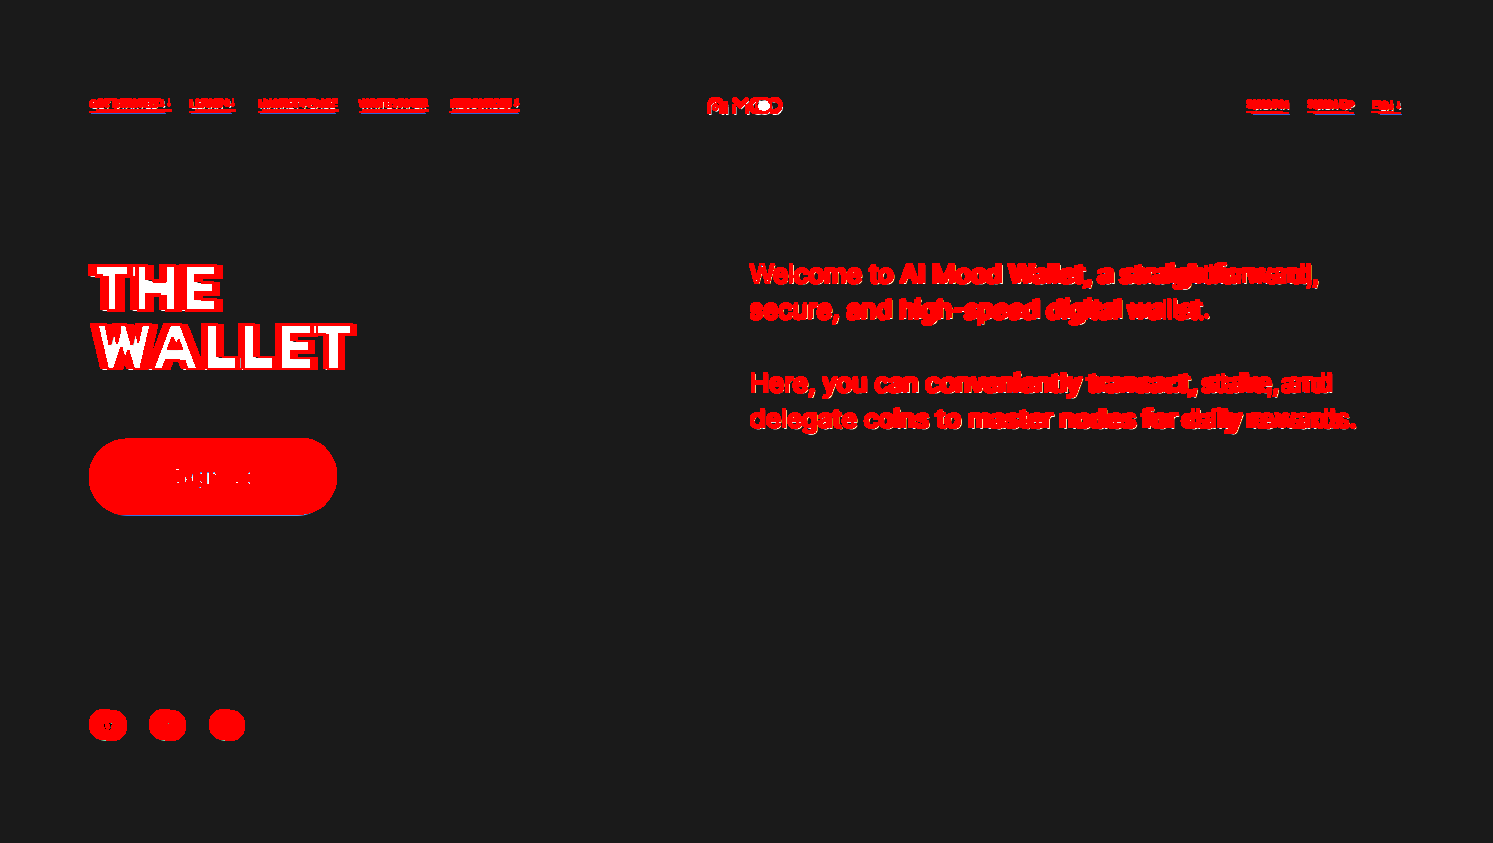 GET STARTED ↓ LEARN ↓ MARKETPLACE WHITEPAPER RESOURCES ↗
AI MOOD
SIGN IN SIGN UP EN ↓
THE
WALLET
Welcome to AI Mood Wallet, a straightforward,
secure, and high-speed digital wallet.
Here, you can conveniently transact, stake, and
delegate coins to master nodes for daily rewards.